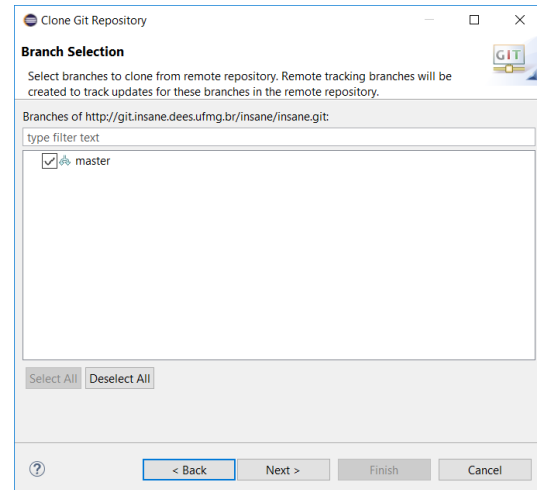 Clone Git Repository
Branch Selection
GIT
Select branches to clone from remote repository. Remote tracking branches will be
created to track updates for these branches in the remote repository.
Branches of http://git.insane.dees.ufmg.br/insane/insane.git:
type filter text
master
Select All Deselect All
? < Back Next > Finish Cancel